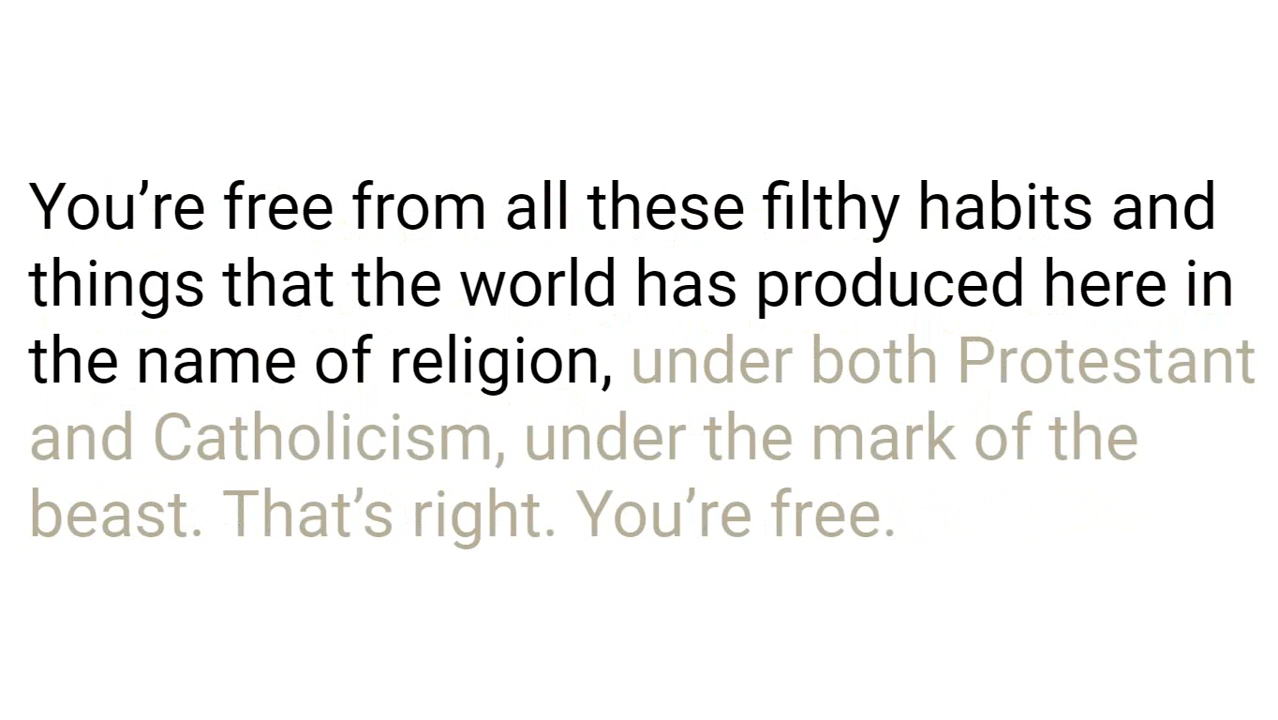 You’re free from all these filthy habits and
things that the world has produced here in
the name of religion, under both Protestant
and Catholicism, under the mark of the
beast. That’s right. You’re free.